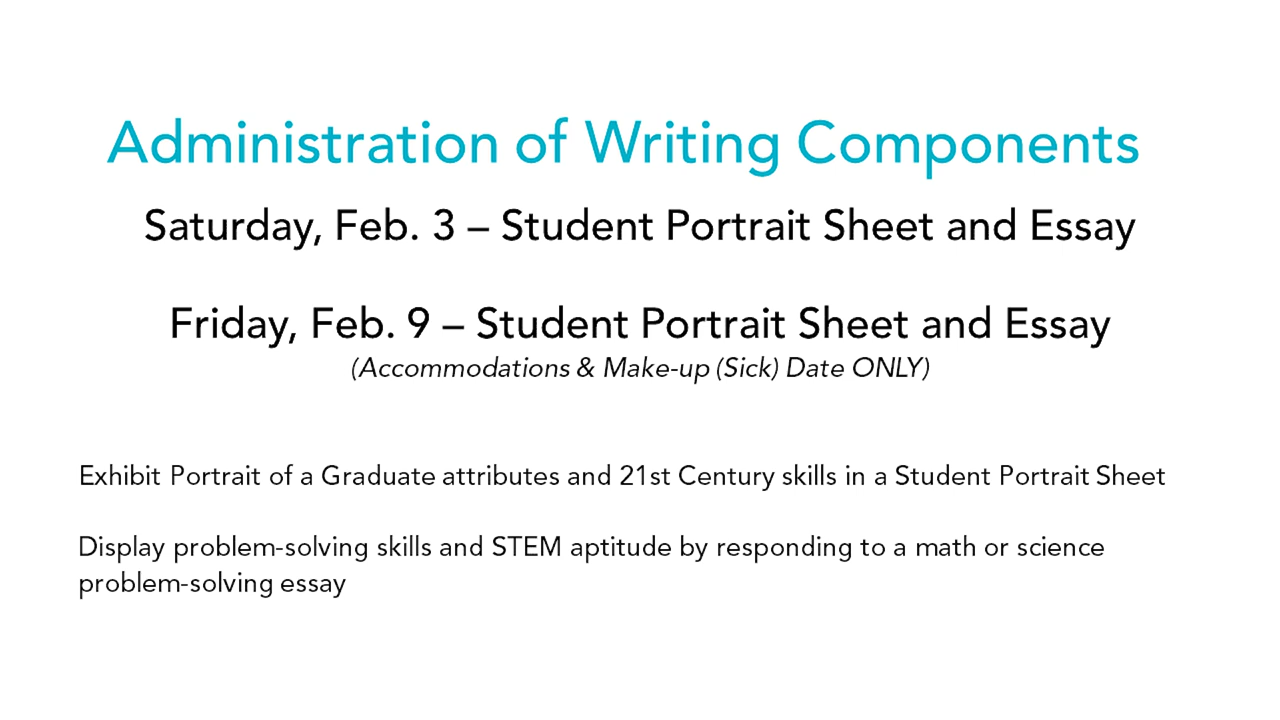 Administration of Writing Components
Saturday, Feb. 3 – Student Portrait Sheet and Essay
Friday, Feb. 9 – Student Portrait Sheet and Essay
(Accommodations & Make-up (Sick) Date ONLY)
Exhibit Portrait of a Graduate attributes and 21st Century skills in a Student Portrait Sheet
Display problem-solving skills and STEM aptitude by responding to a math or science
problem-solving essay